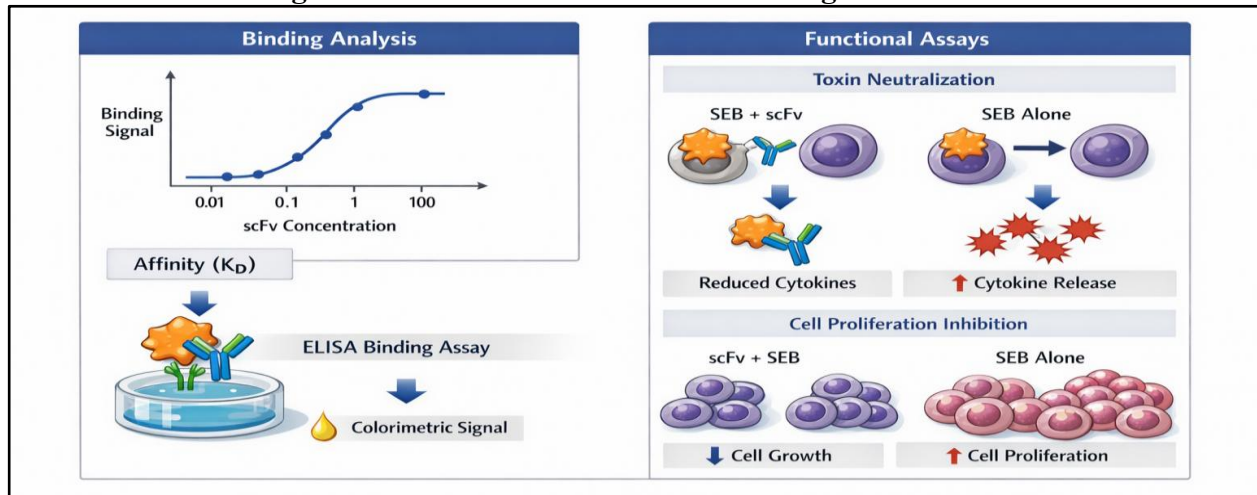 Binding Analysis
Binding
Signal
0.01 0.1 1 100
scFv Concentration
Affinity (KD)
ELISA Binding Assay
Colorimetric Signal
Functional Assays
Toxin Neutralization
SEB + scFv SEB Alone
Reduced Cytokines Cytokine Release
Cell Proliferation Inhibition
scFv + SEB SEB Alone
Cell Growth Cell Proliferation